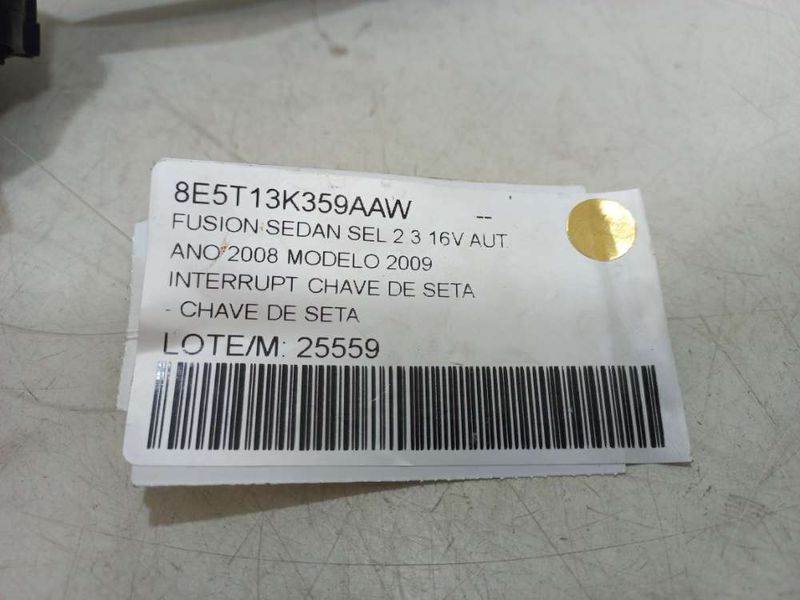 8E5T13K359AAW --
FUSION SEDAN SEL 2 3 16V AUT.
ANO 2008 MODELO 2009
INTERRUPT CHAVE DE SETA
- CHAVE DE SETA
LOTE/M: 25559